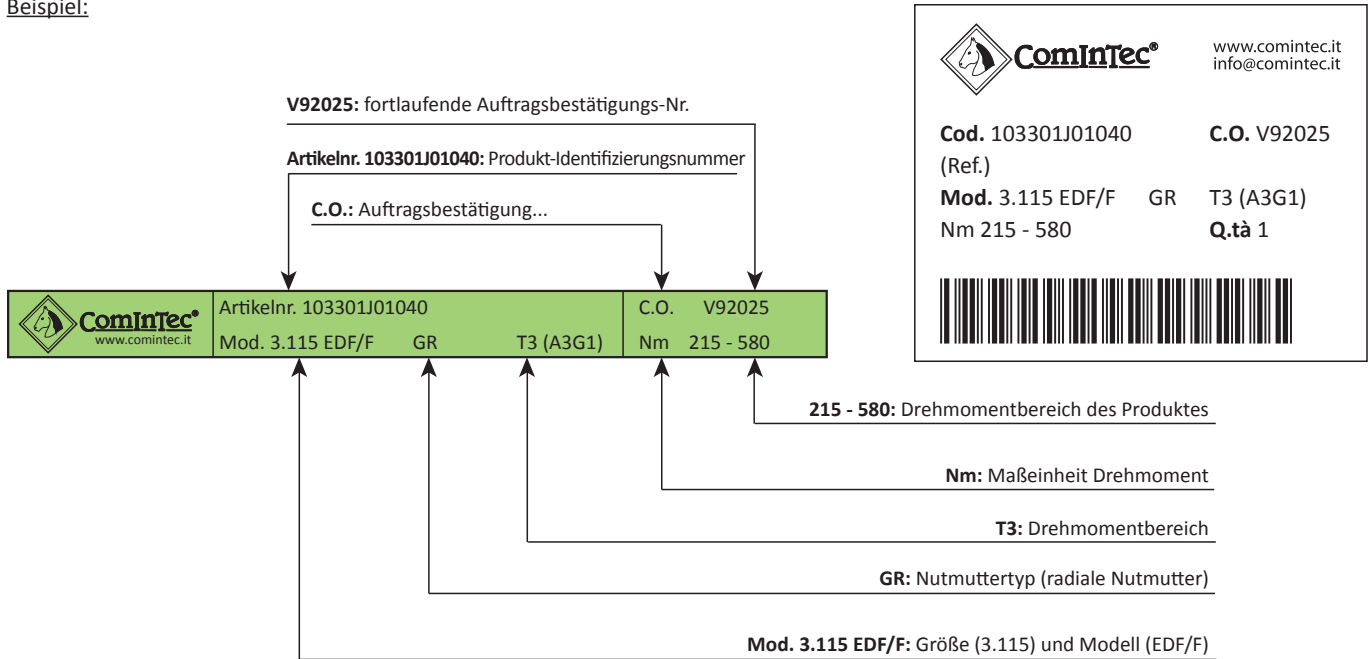 Beispiel:
V92025: fortlaufende Auftragsbestätigungs-Nr.
Artikelnr. 103301J01040: Produkt-Identifizierungsnummer
C.O.: Auftragsbestätigung...
ComInTec®
www.comintec.it
Artikelnr. 103301J01040 C.O. V92025
Mod. 3.115 EDF/F GR T3 (A3G1) Nm 215 - 580
215 - 580: Drehmomentbereich des Produktes
Nm: Maßeinheit Drehmoment
T3: Drehmomentbereich
GR: Nutmuttertyp (radiale Nutmutter)
Mod. 3.115 EDF/F: Größe (3.115) und Modell (EDF/F)
ComInTec®
www.comintec.it
info@comintec.it
Cod. 103301J01040 C.O. V92025
(Ref.)
Mod. 3.115 EDF/F GR T3 (A3G1)
Nm 215 - 580 Q.tà 1